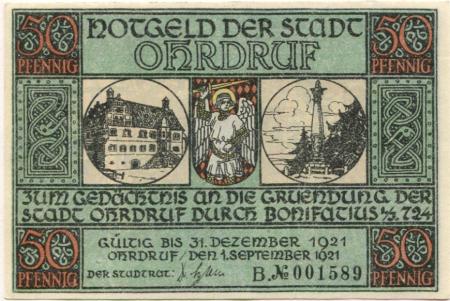 50 NOTGELD DER STADT 50
PFENNIG OHRDRUF PFENNIG
ZUM GEDÄCHTNIS AN DIE GRUENDUNG DER
STADT OHRDRUF DURCH BONIFATIUS 724
50 GÜLTIG BIS 31. DEZEMBER 1921 50
OHRDRUF, DEN 1. SEPTEMBER 1921
PFENNIG DER STADTRAT: B.№ 001589 PFENNIG